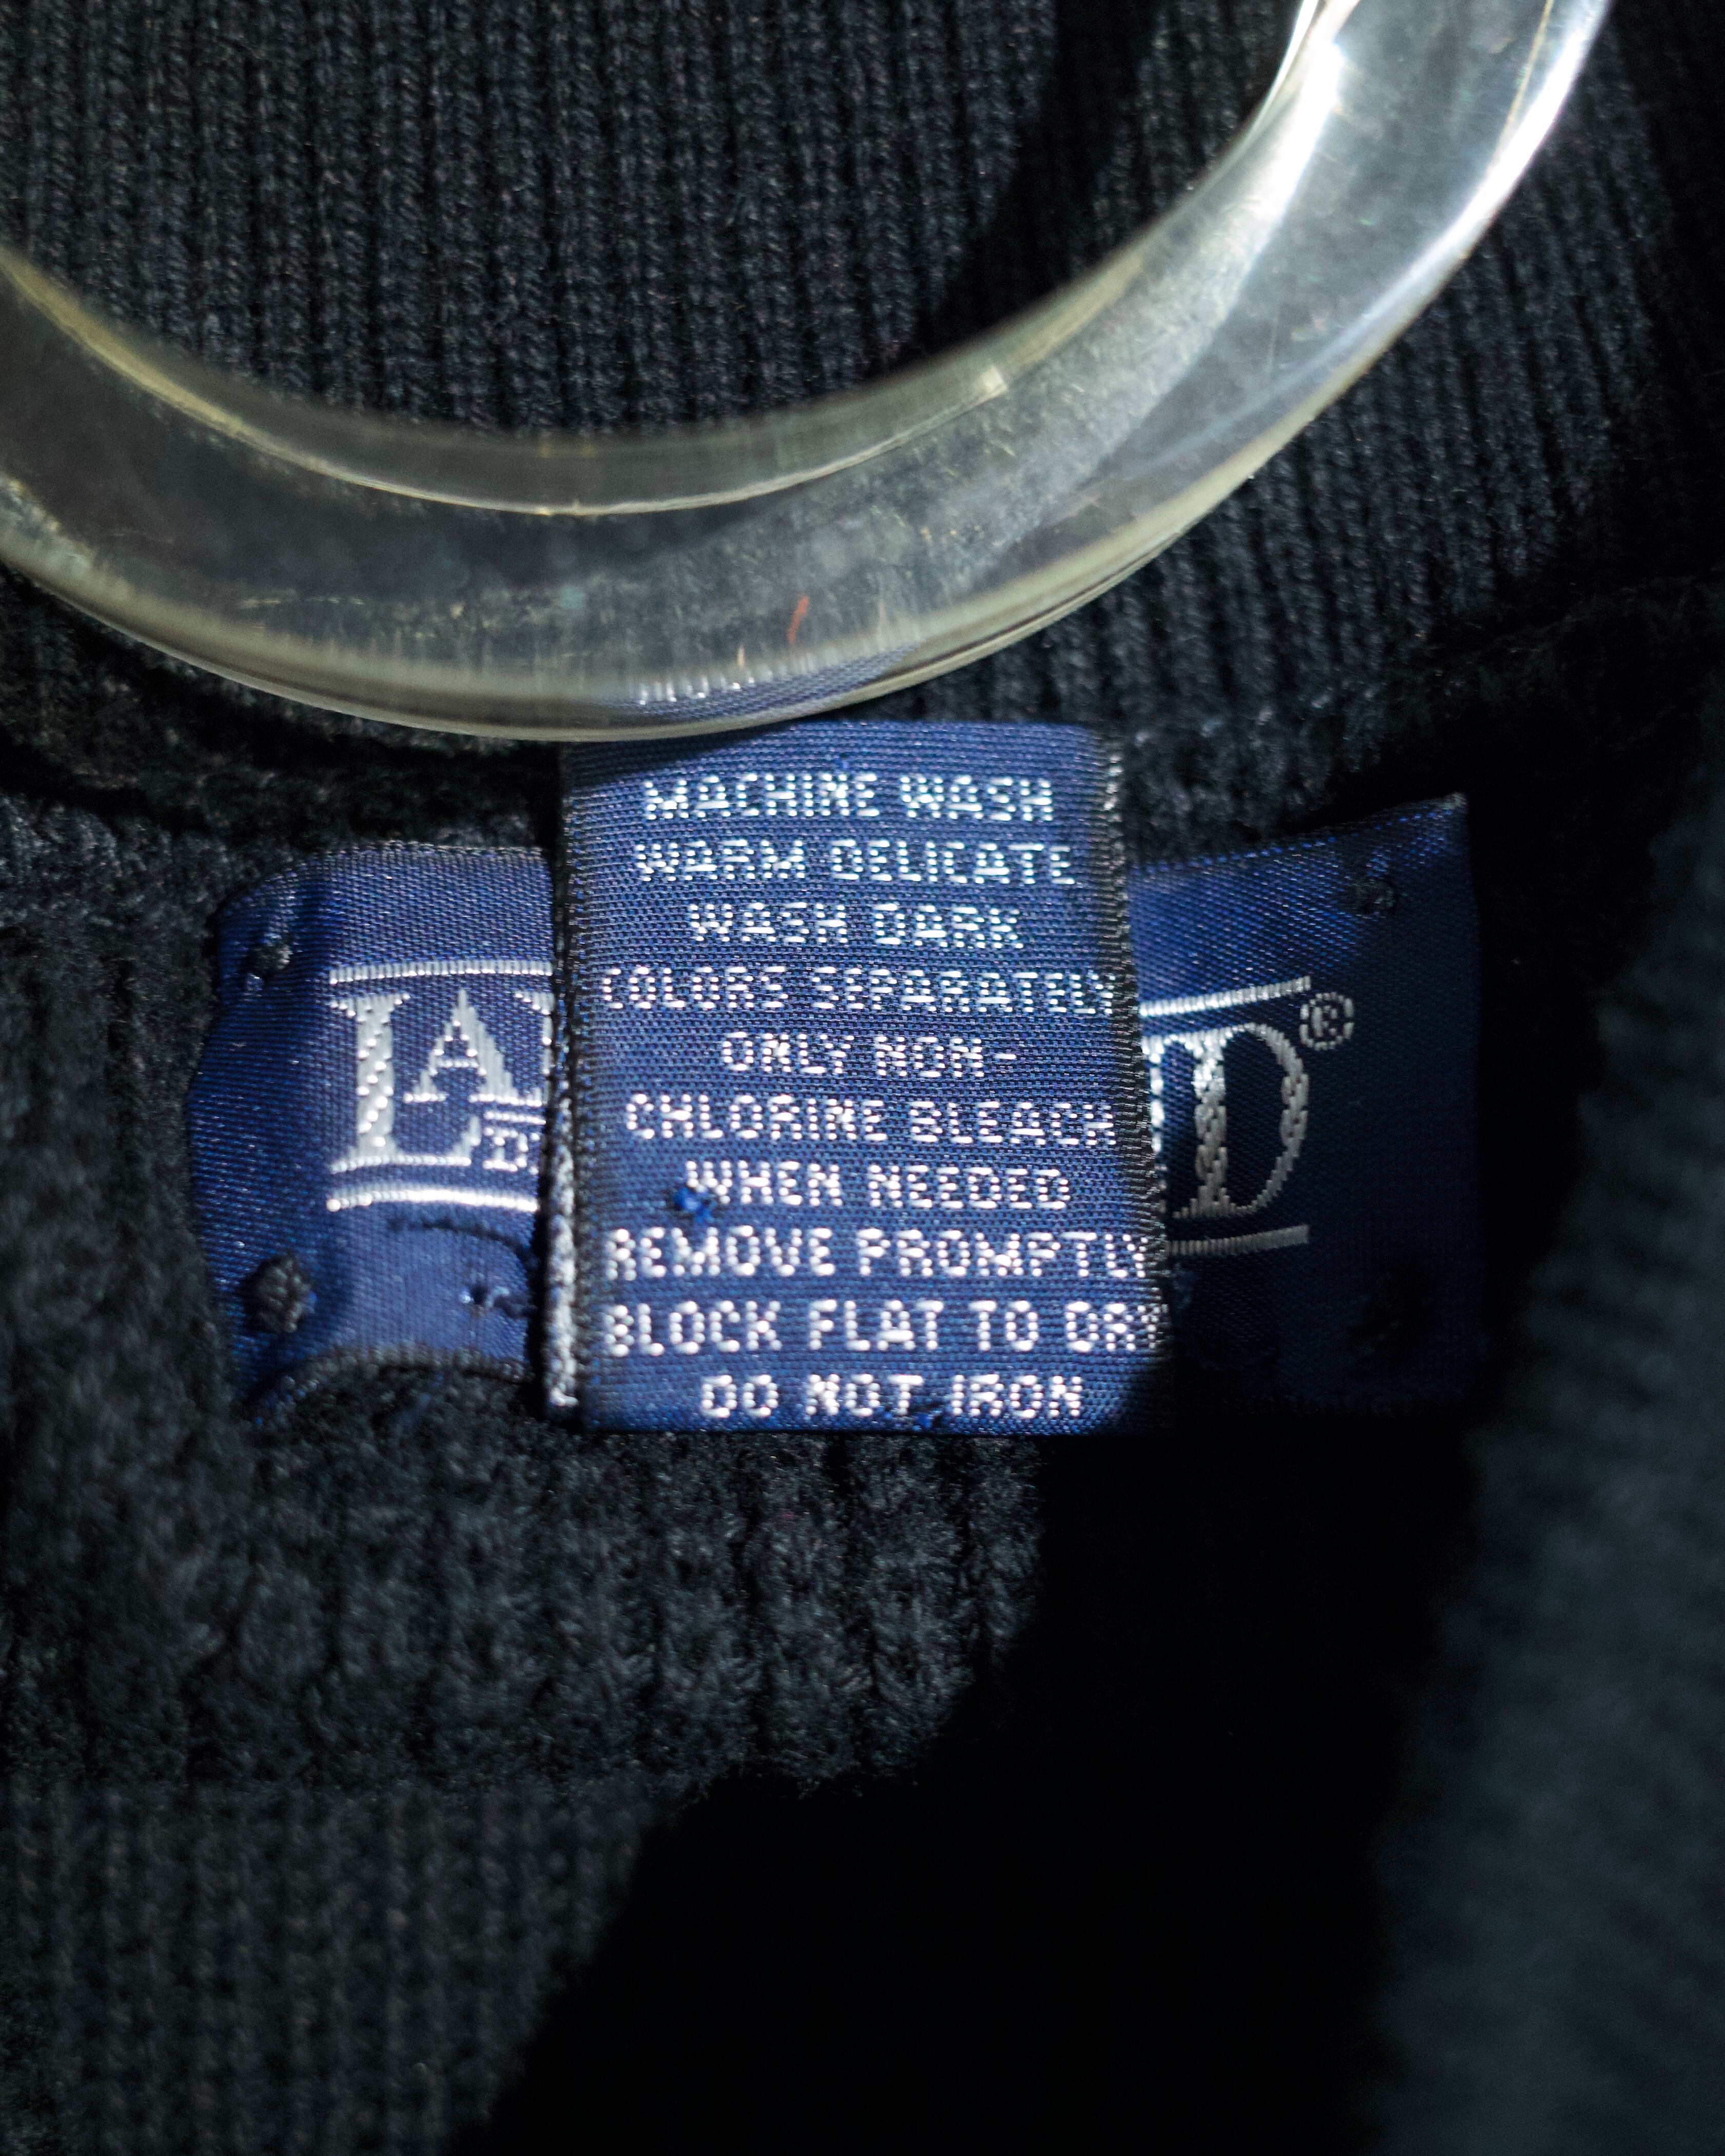 MACHINE WASH
WARM DELICATE
WASH DARK
COLORS SEPARATELY
ONLY NON-
CHLORINE BLEACH
WHEN NEEDED
REMOVE PROMPTLY
BLOCK FLAT TO DRY
DO NOT IRON